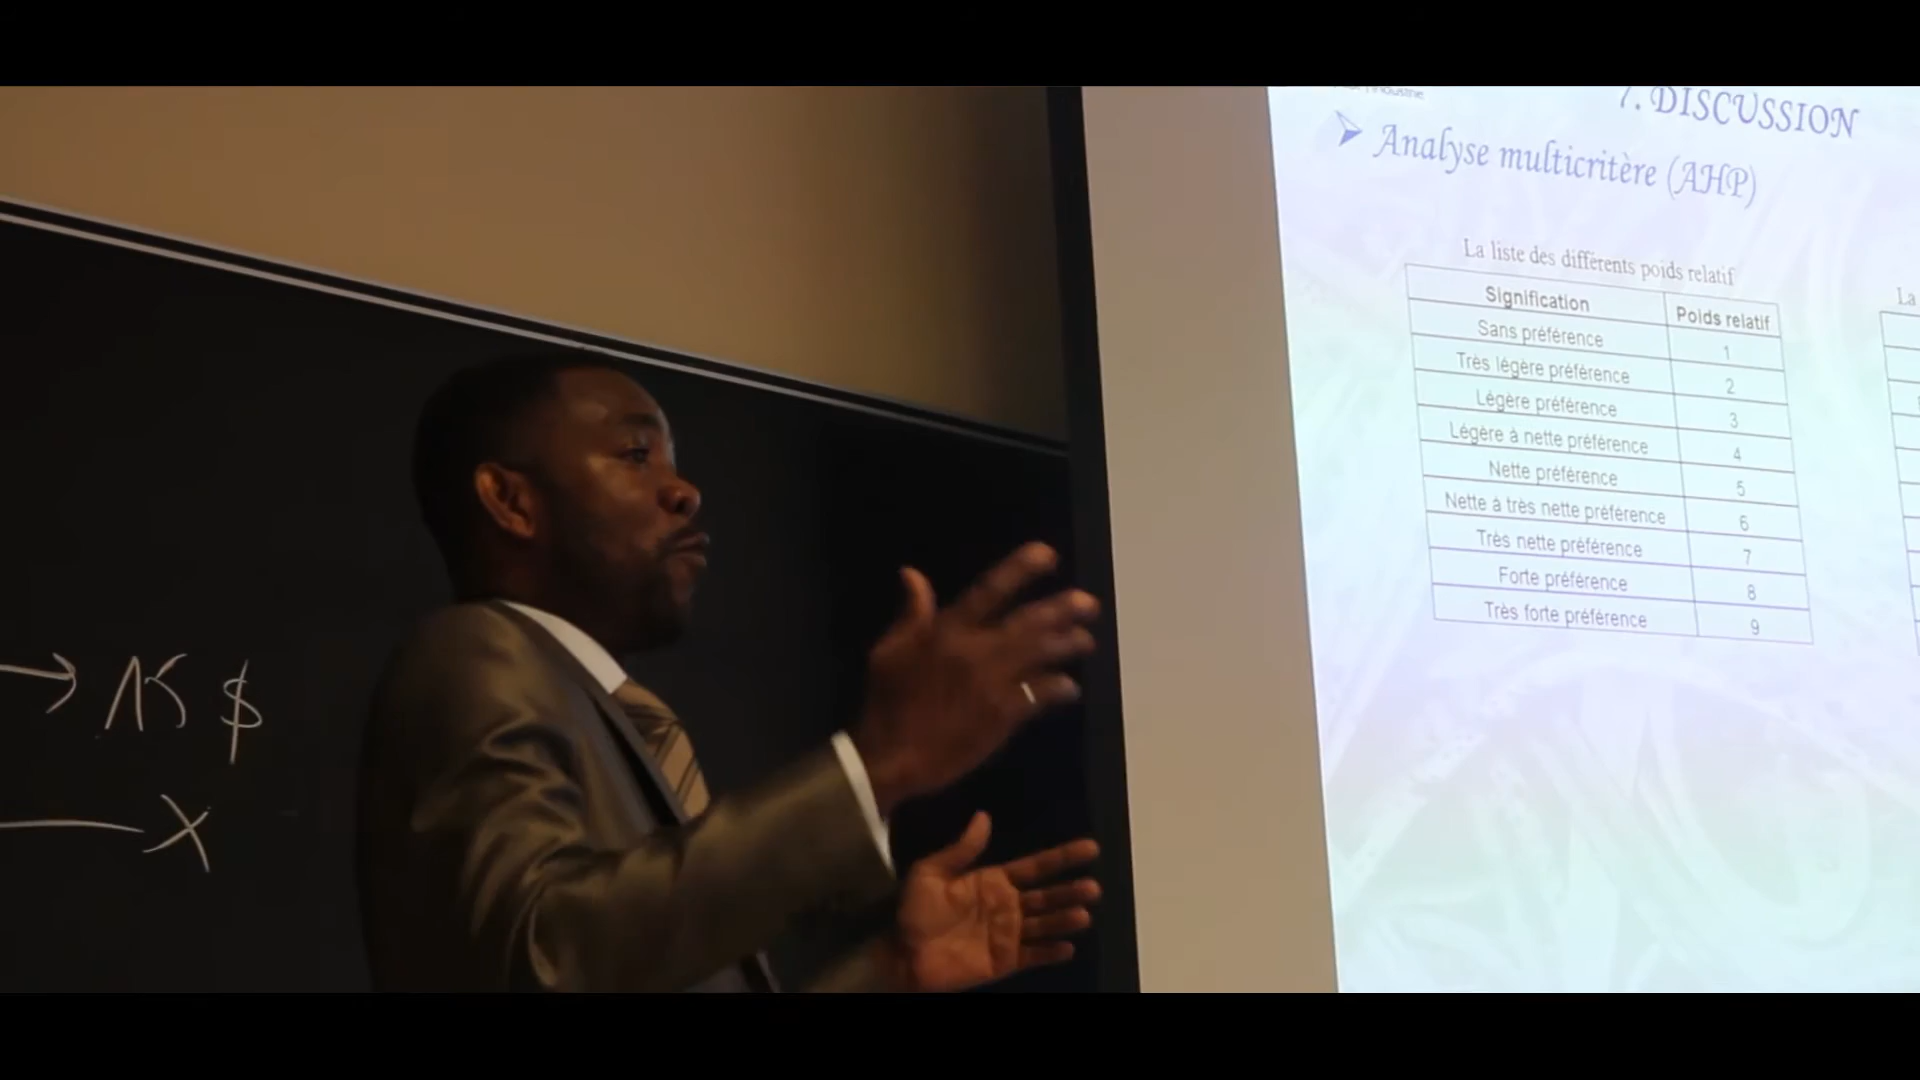 → 15 $
X
l'industrie
7. DISCUSSION
Analyse multicritère (AHP)
La liste des différents poids relatif
Signification Poids relatif
Sans préférence 1
Très légère préférence 2
Légère préférence 3
Légère à nette préférence 4
Nette préférence 5
Nette à très nette préférence 6
Très nette préférence 7
Forte préférence 8
Très forte préférence 9
La